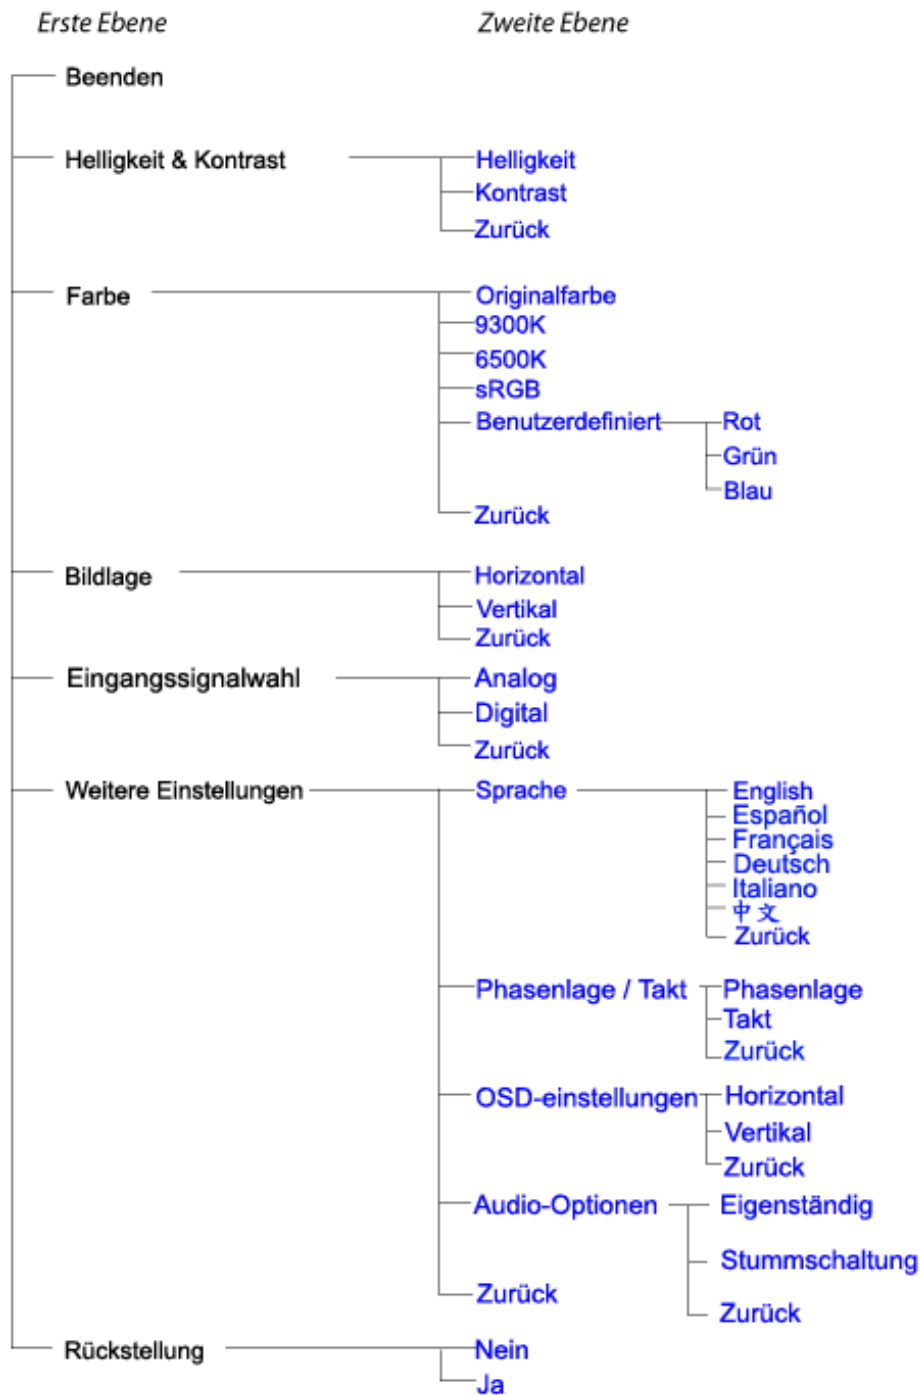 Erste Ebene Zweite Ebene
Beenden
Helligkeit & Kontrast Helligkeit
Kontrast
Zurück
Farbe Originalfarbe
9300K
6500K
sRGB
Benutzerdefiniert Rot
Grün
Blau
Zurück
Bildlage Horizontal
Vertikal
Zurück
Eingangssignalwahl Analog
Digital
Zurück
Weitere Einstellungen Sprache English
Español
Français
Deutsch
Italiano
中文
Zurück
Phasenlage / Takt Phasenlage
Takt
Zurück
OSD-einstellungen Horizontal
Vertikal
Zurück
Audio-Optionen Eigenständig
Stummschaltung
Zurück
Zurück
Rückstellung Nein
Ja